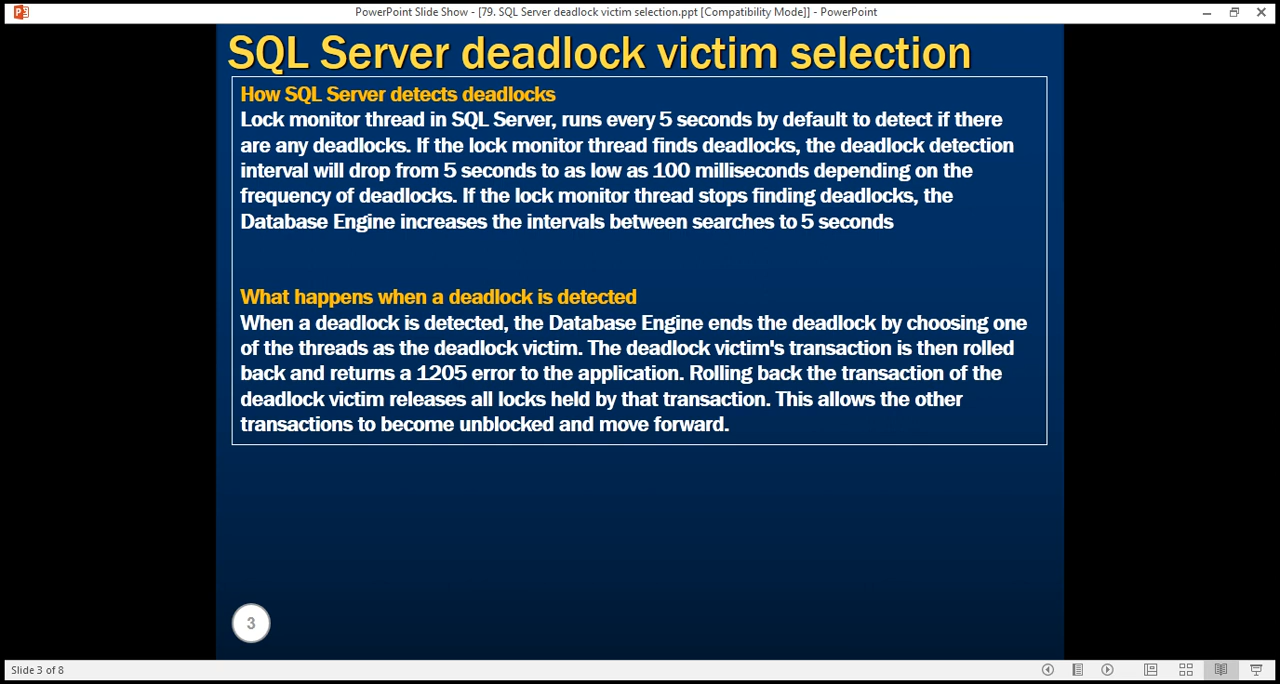 PowerPoint Slide Show - [79. SQL Server deadlock victim selection.ppt [Compatibility Mode]] - PowerPoint
SQL Server deadlock victim selection
How SQL Server detects deadlocks
Lock monitor thread in SQL Server, runs every 5 seconds by default to detect if there
are any deadlocks. If the lock monitor thread finds deadlocks, the deadlock detection
interval will drop from 5 seconds to as low as 100 milliseconds depending on the
frequency of deadlocks. If the lock monitor thread stops finding deadlocks, the
Database Engine increases the intervals between searches to 5 seconds
What happens when a deadlock is detected
When a deadlock is detected, the Database Engine ends the deadlock by choosing one
of the threads as the deadlock victim. The deadlock victim's transaction is then rolled
back and returns a 1205 error to the application. Rolling back the transaction of the
deadlock victim releases all locks held by that transaction. This allows the other
transactions to become unblocked and move forward.
3
Slide 3 of 8